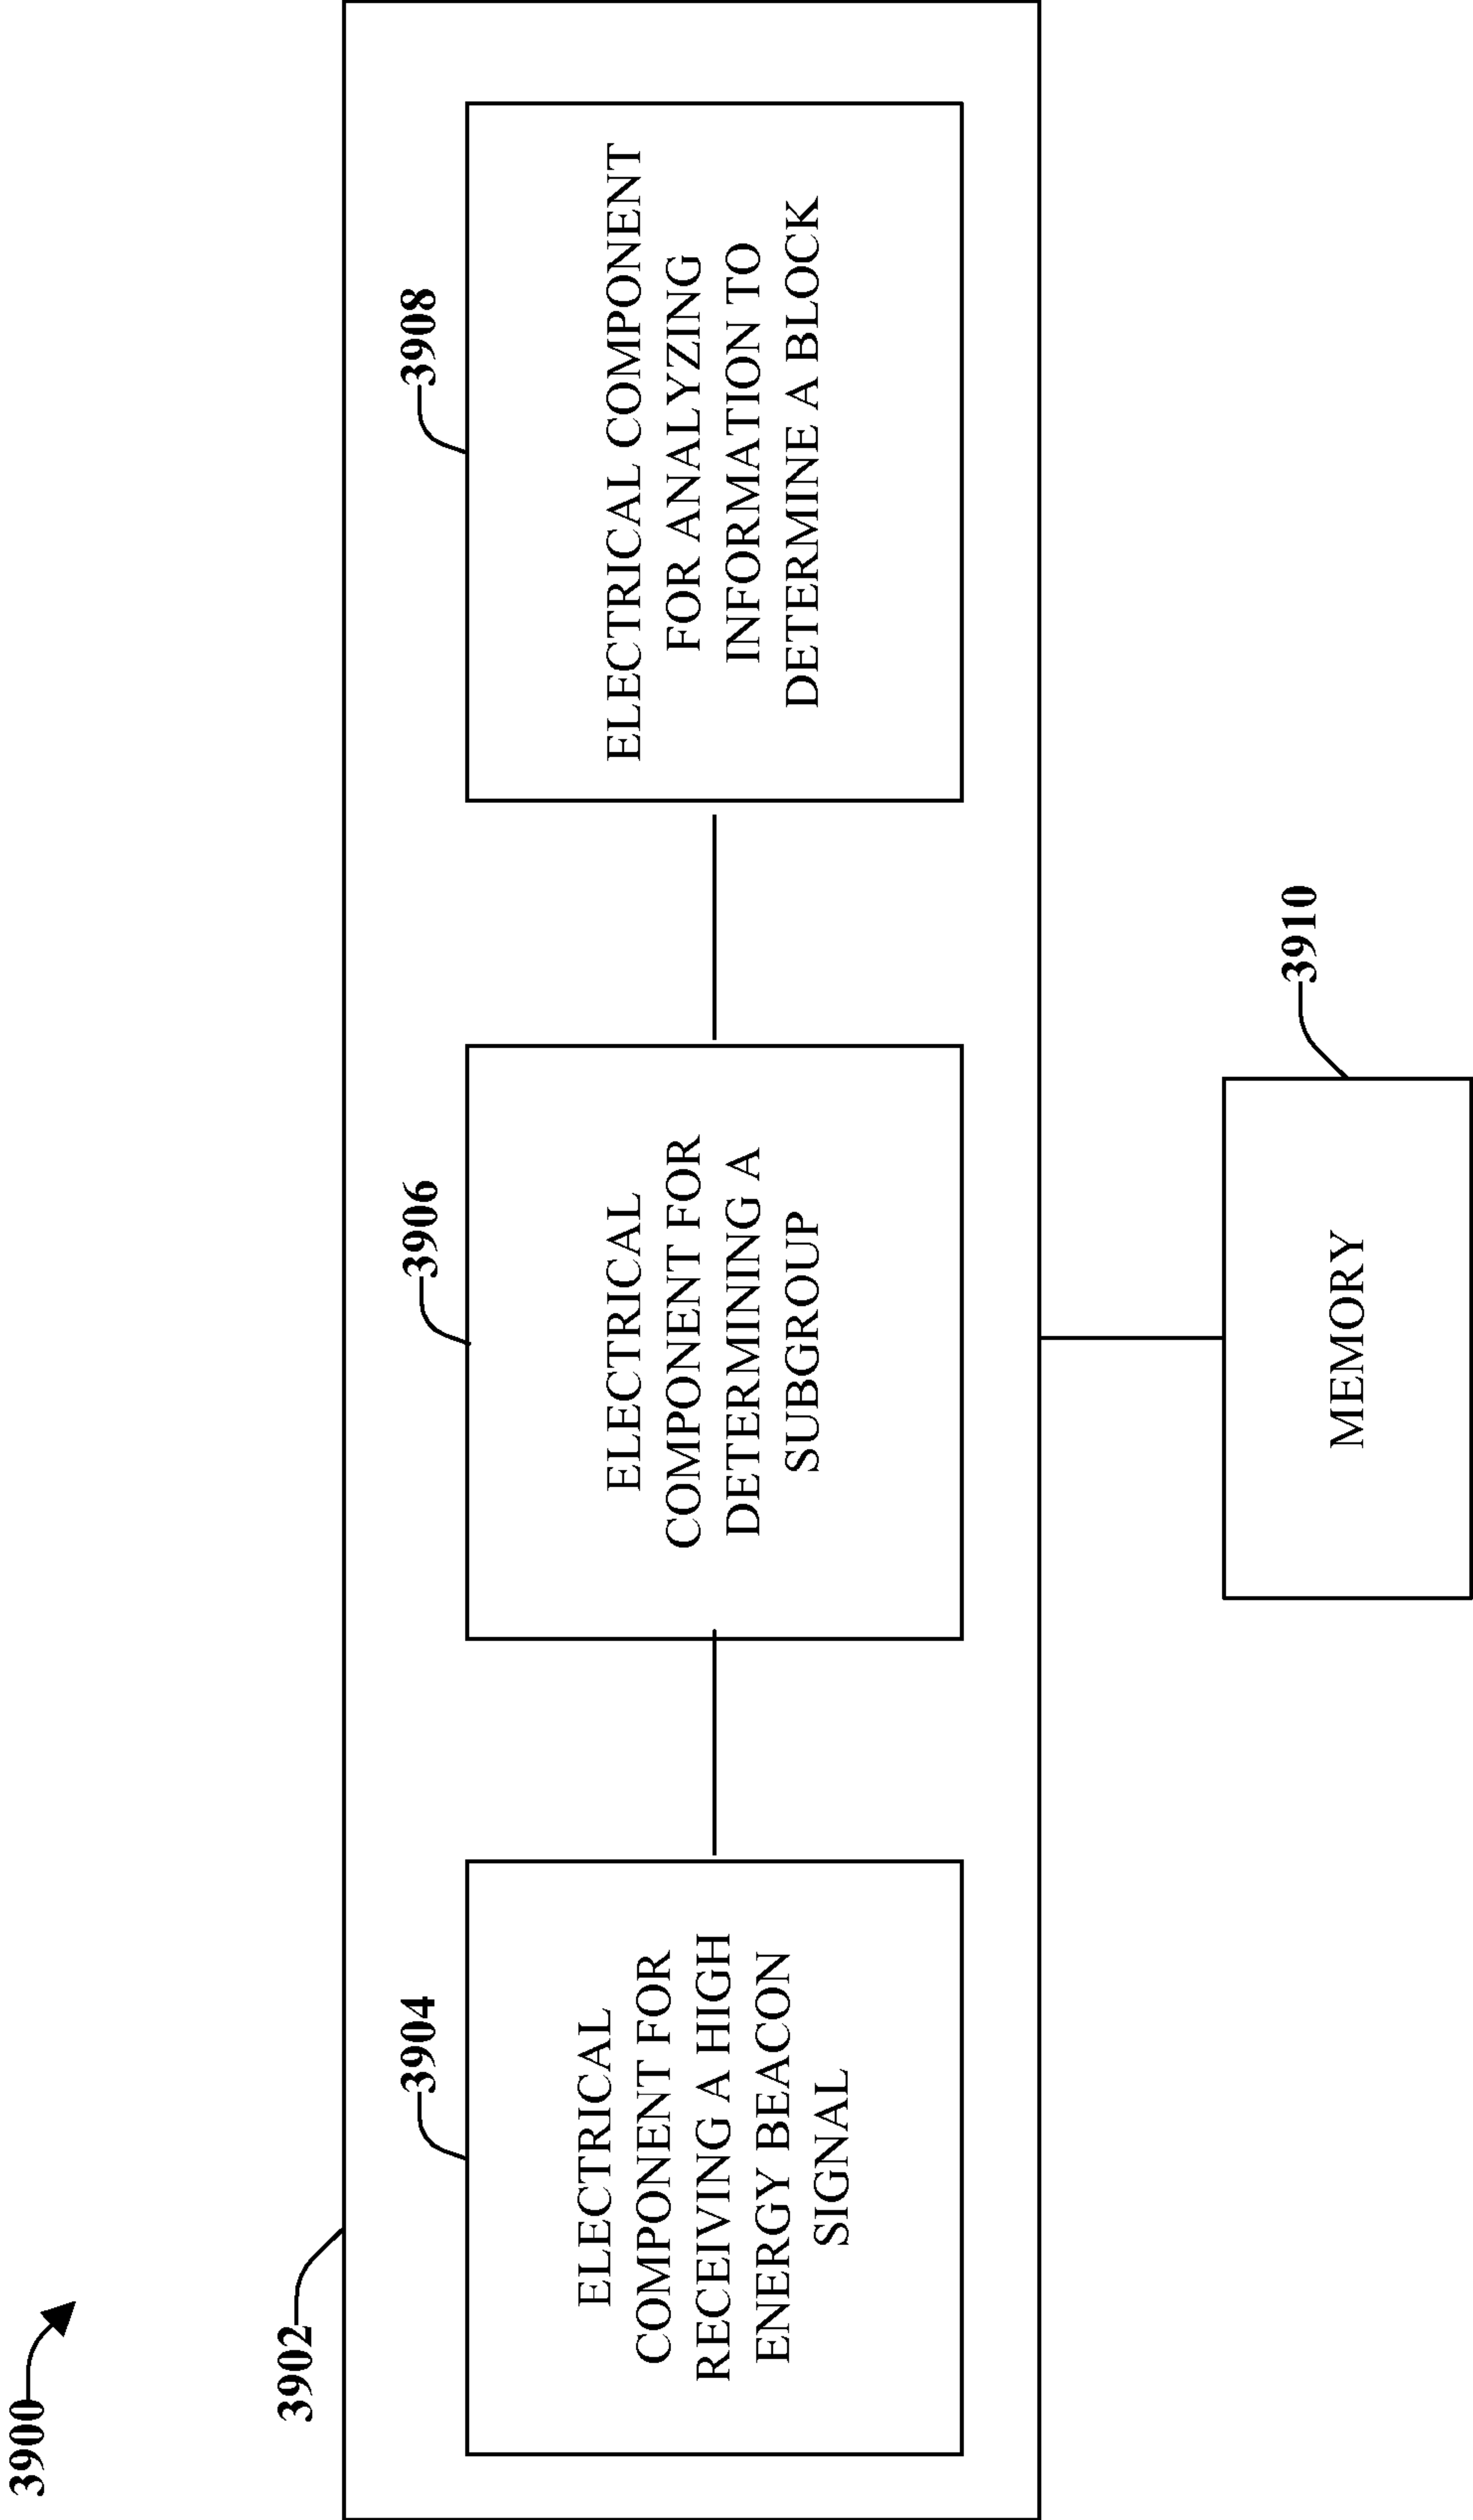 3900
3902
3904
ELECTRICAL
COMPONENT FOR
RECEIVING A HIGH
ENERGY BEACON
SIGNAL
3906
ELECTRICAL
COMPONENT FOR
DETERMINING A
SUBGROUP
3908
ELECTRICAL COMPONENT
FOR ANALYZING
INFORMATION TO
DETERMINE A BLOCK
3910
MEMORY